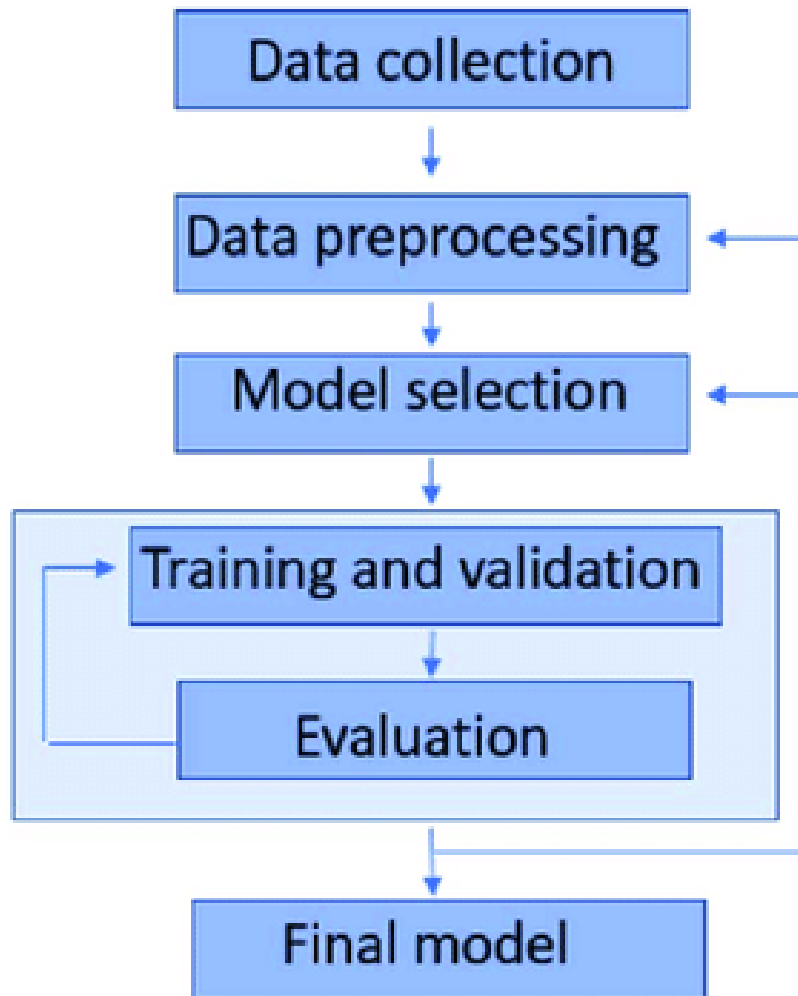 Data collection
Data preprocessing
Model selection
Training and validation
Evaluation
Final model